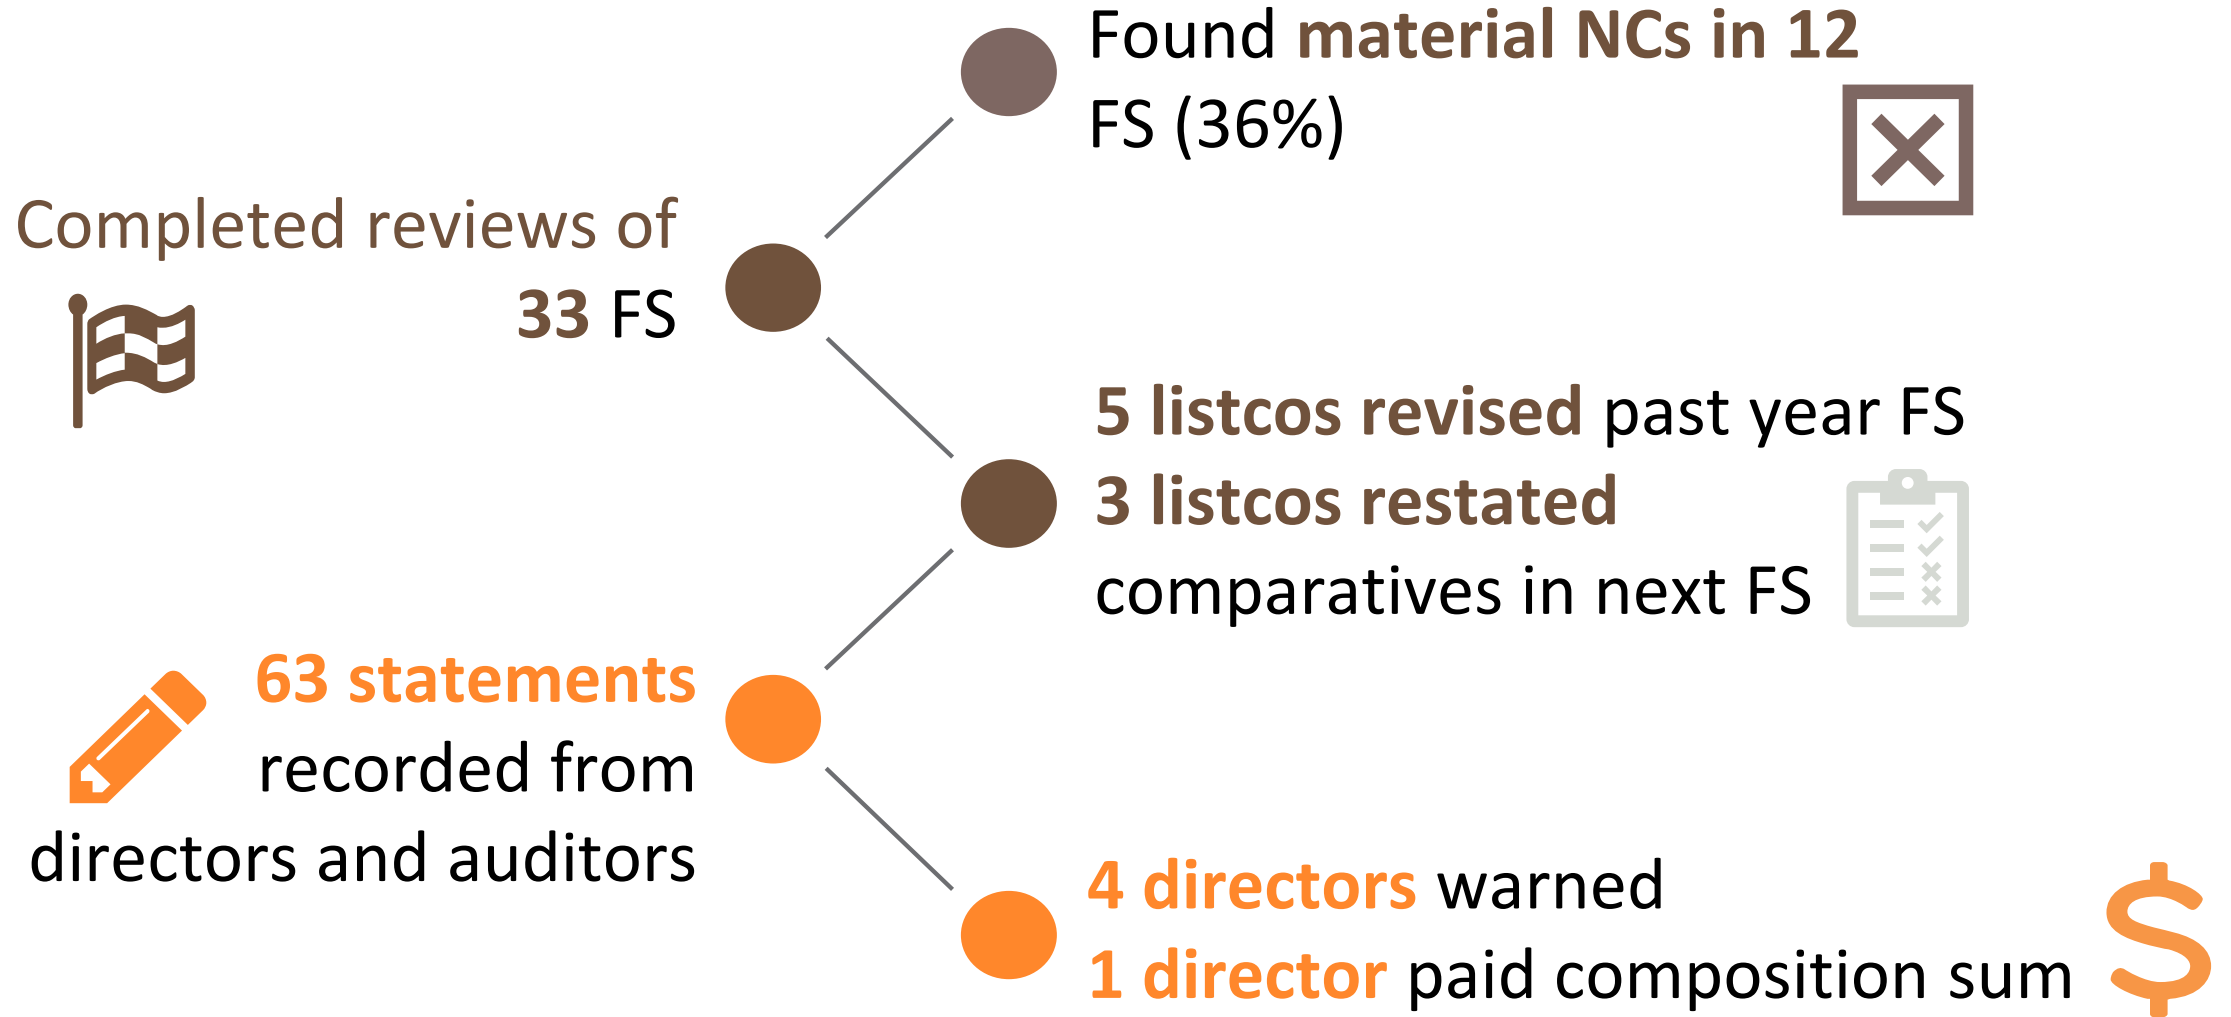 Found material NCs in 12
FS (36%)
Completed reviews of
33 FS
5 listcos revised past year FS
3 listcos restated
comparatives in next FS
63 statements
recorded from
directors and auditors
4 directors warned
1 director paid composition sum